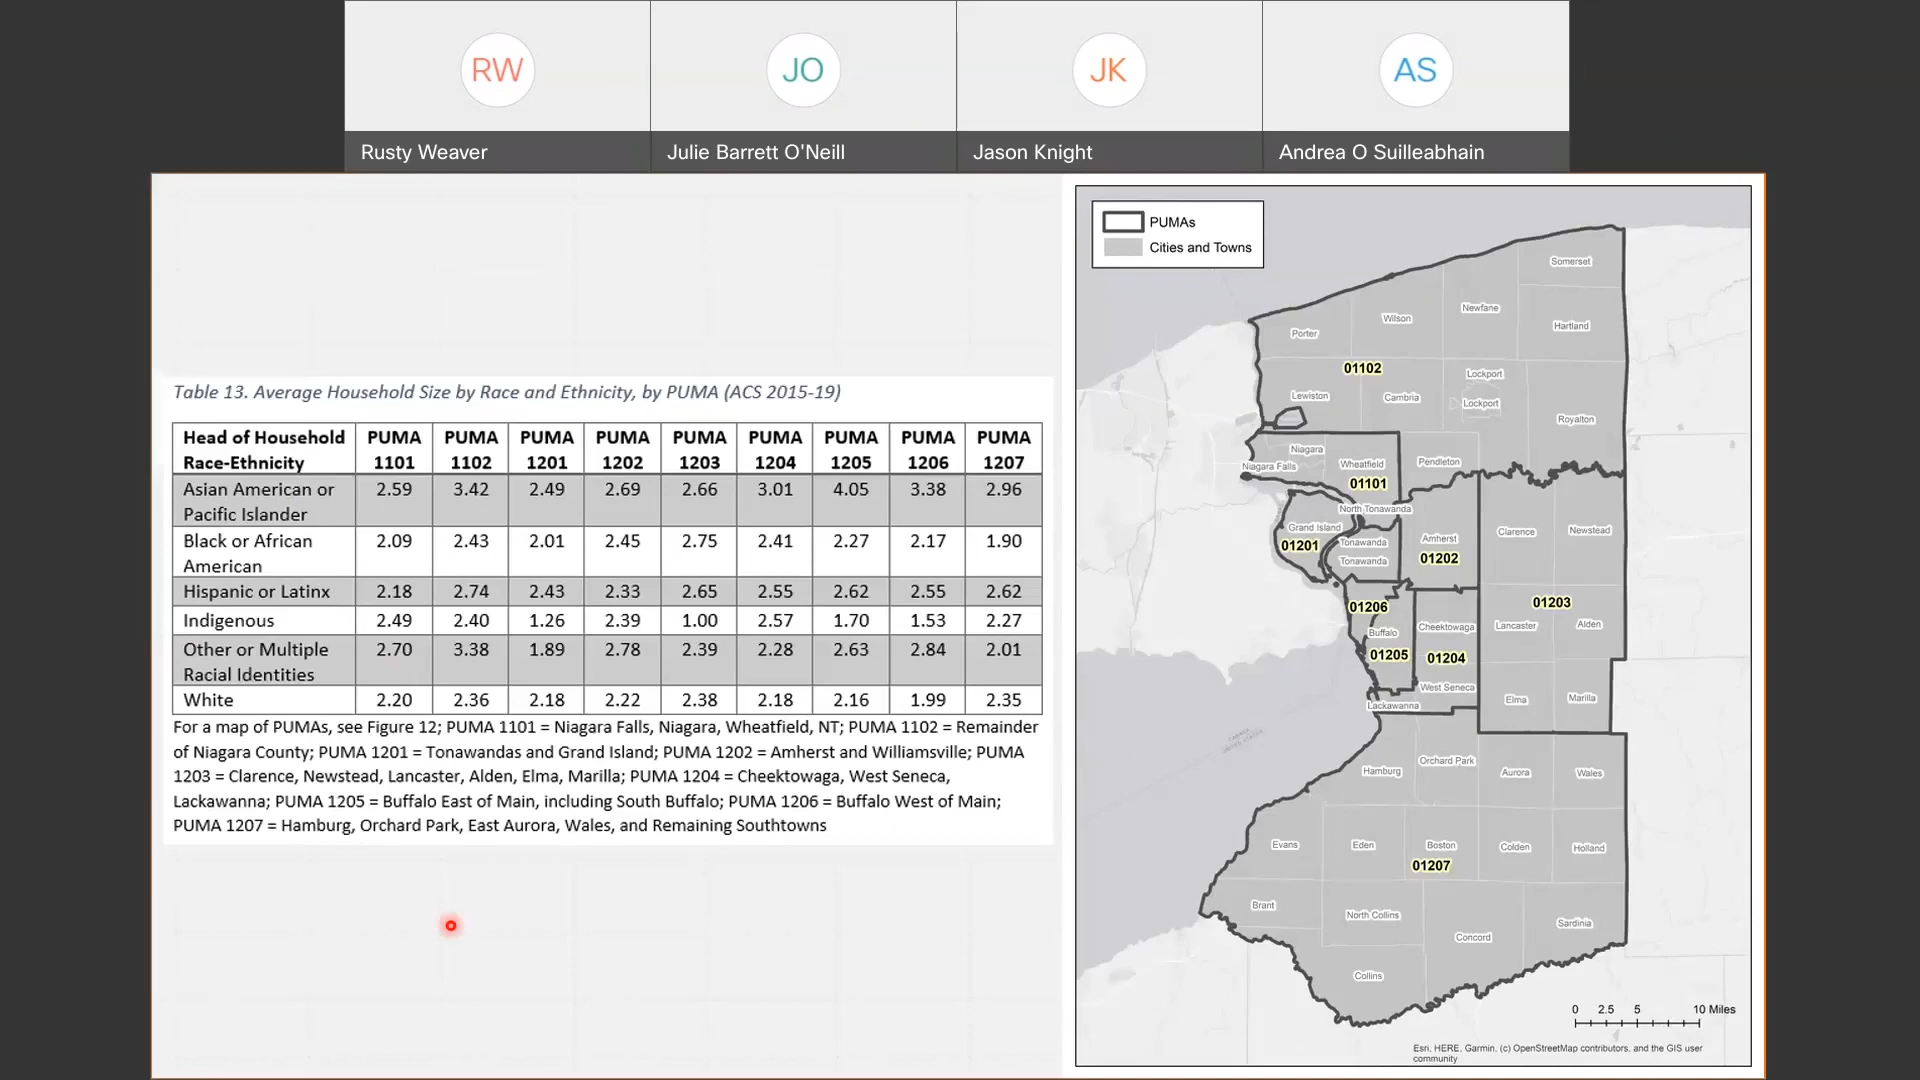 RW
JO
JK
AS
Rusty Weaver
Julie Barrett O'Neill
Jason Knight
Andrea O Suilleabhain
Table 13. Average Household Size by Race and Ethnicity, by PUMA (ACS 2015-19)
Head of Household PUMA PUMA PUMA PUMA PUMA PUMA PUMA PUMA PUMA
Race-Ethnicity 1101 1102 1201 1202 1203 1204 1205 1206 1207
Asian American or 2.59 3.42 2.49 2.69 2.66 3.01 4.05 3.38 2.96
Pacific Islander
Black or African 2.09 2.43 2.01 2.45 2.75 2.41 2.27 2.17 1.90
American
Hispanic or Latinx 2.18 2.74 2.43 2.33 2.65 2.55 2.62 2.55 2.62
Indigenous 2.49 2.40 1.26 2.39 1.00 2.57 1.70 1.53 2.27
Other or Multiple 2.70 3.38 1.89 2.78 2.39 2.28 2.63 2.84 2.01
Racial Identities
White 2.20 2.36 2.18 2.22 2.38 2.18 2.16 1.99 2.35
For a map of PUMAs, see Figure 12; PUMA 1101 = Niagara Falls, Niagara, Wheatfield, NT; PUMA 1102 = Remainder
of Niagara County; PUMA 1201 = Tonawandas and Grand Island; PUMA 1202 = Amherst and Williamsville; PUMA
1203 = Clarence, Newstead, Lancaster, Alden, Elma, Marilla; PUMA 1204 = Cheektowaga, West Seneca,
Lackawanna; PUMA 1205 = Buffalo East of Main, including South Buffalo; PUMA 1206 = Buffalo West of Main;
PUMA 1207 = Hamburg, Orchard Park, East Aurora, Wales, and Remaining Southtowns
PUMAs
Cities and Towns
Somerset
Newfane
Wilson
Hartland
Porter
01102
Lockport
Lewiston
Cambria
Lockport
Royalton
Niagara
Pendleton
Niagara Falls
Wheatfield
01101
North Tonawanda
Grand Island
Clarence
Newstead
01201
Tonawanda
Amherst
Tonawanda
01202
01206
01203
Buffalo
Cheektowaga
Lancaster
Alden
01205
01204
West Seneca
Lackawanna
Elma
Marilla
Hamburg
Orchard Park
Aurora
Wales
Evans
Eden
Boston
Colden
Holland
01207
Brant
North Collins
Sardinia
Concord
Collins
0 2.5 5 10 Miles
Esri, HERE, Garmin, (c) OpenStreetMap contributors, and the GIS user
community